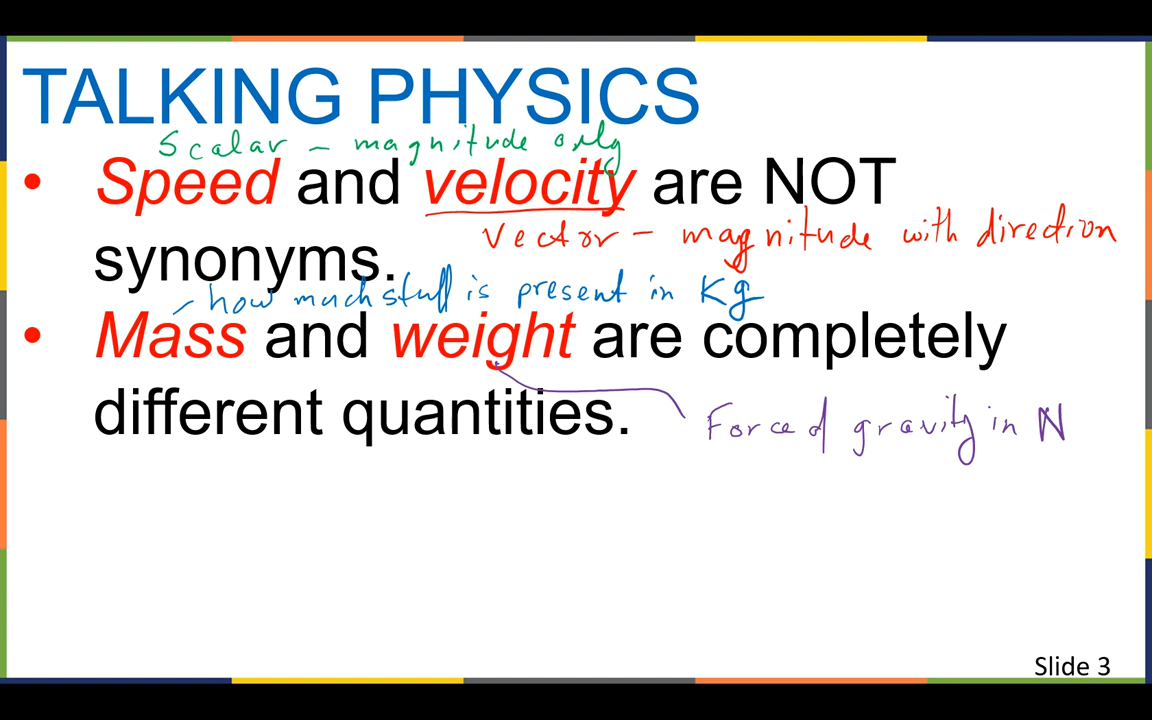 TALKING PHYSICS
Scalar - magnitude only
• Speed and velocity are NOT
Vector - magnitude with direction
synonyms.
how much stuff is present in Kg
• Mass and weight are completely
different quantities.
Force of gravity in N
Slide 3